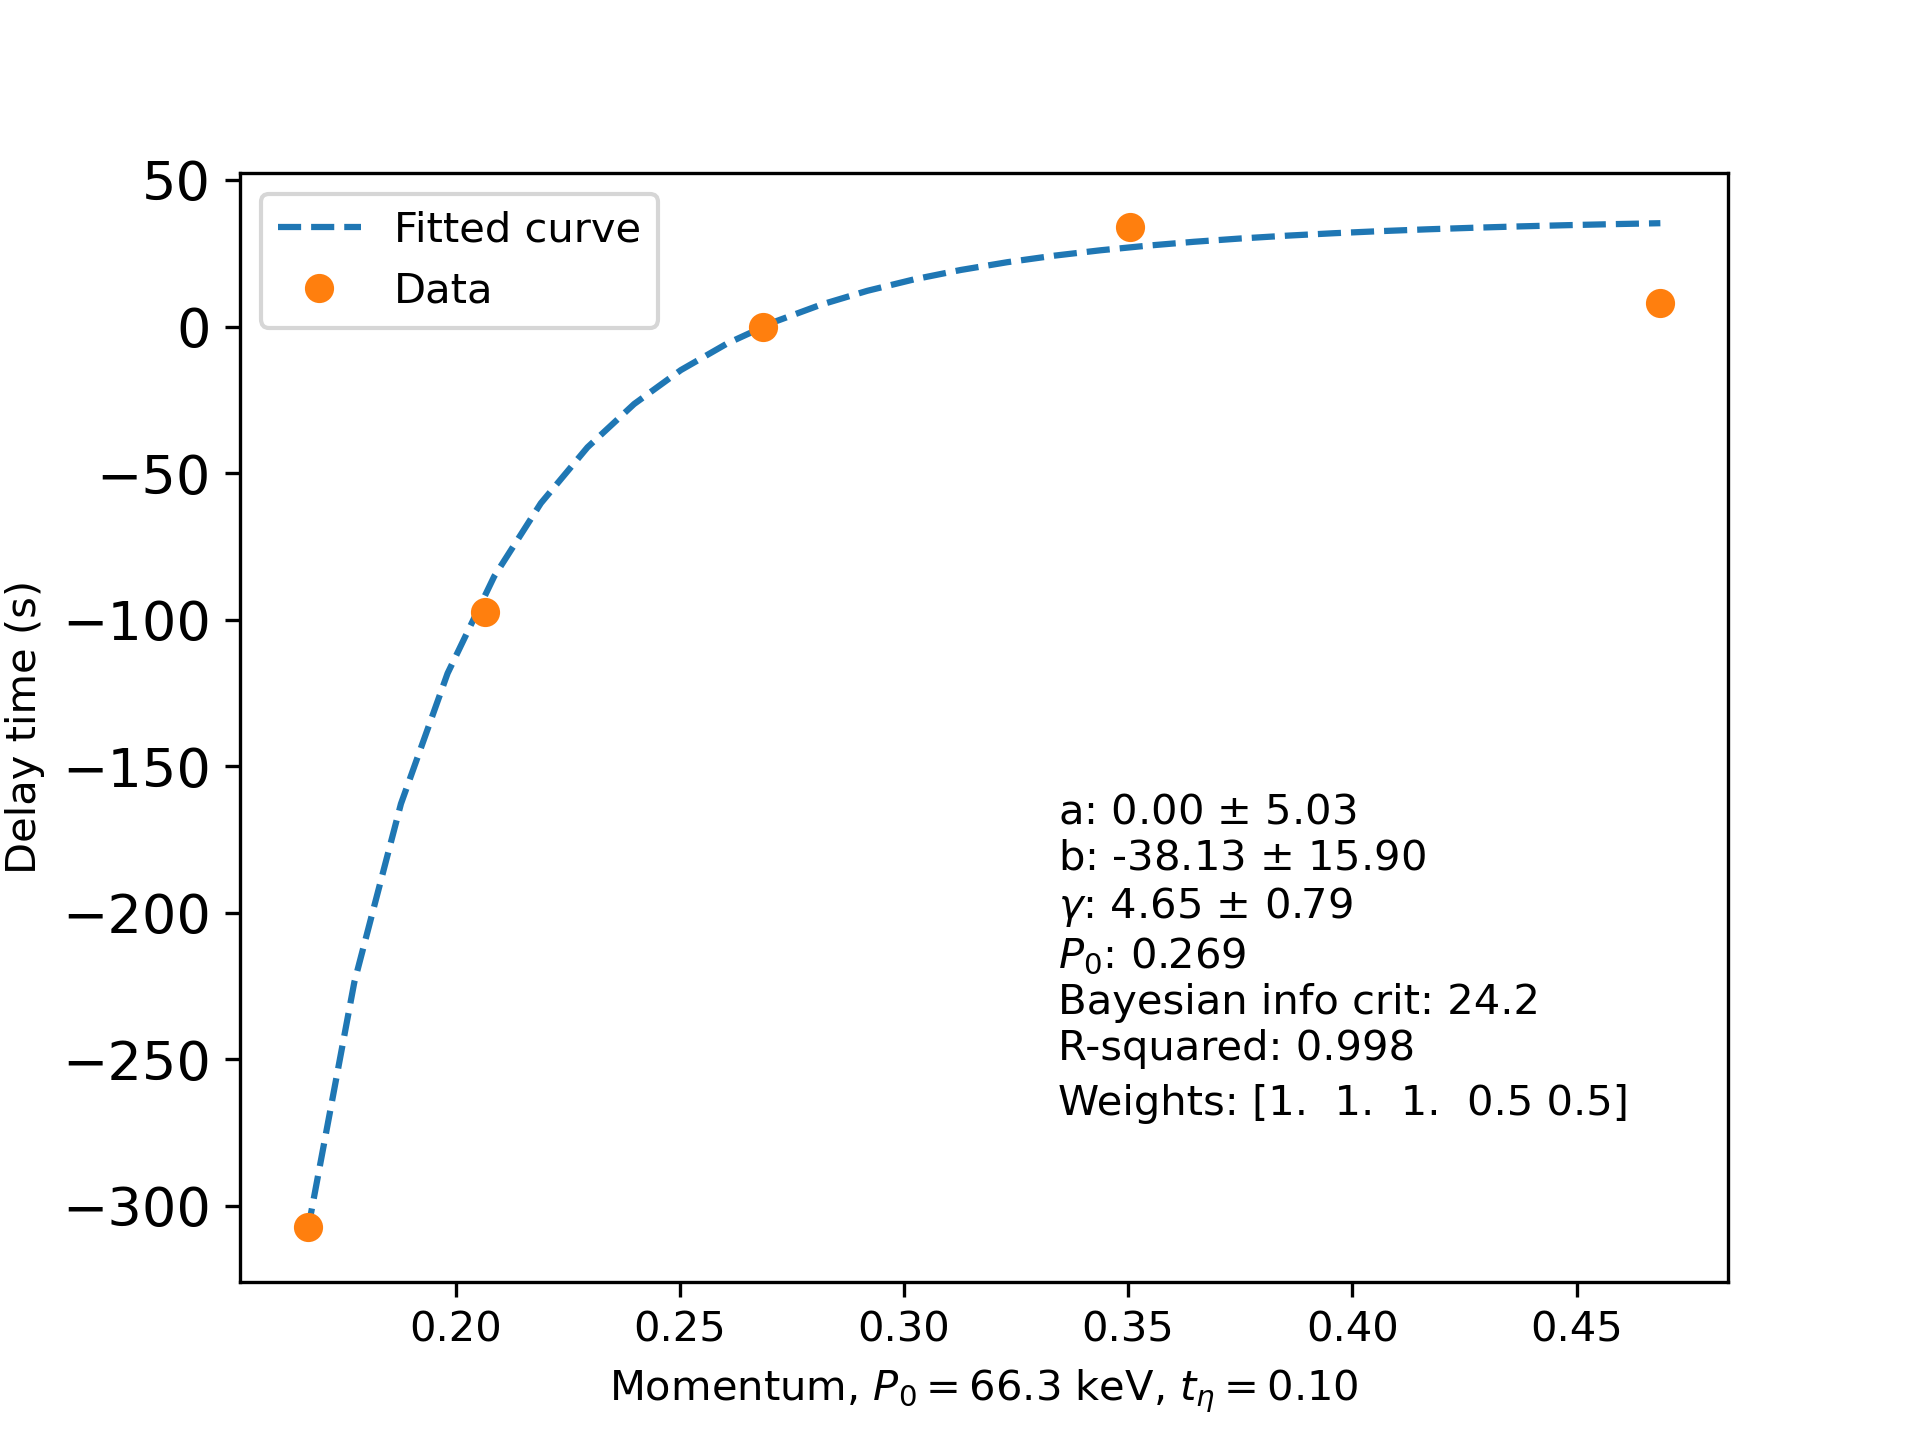 50
0
−50
−100
−150
−200
−250
−300
Delay time (s)
Fitted curve
Data
a: 0.00 ± 5.03
b: -38.13 ± 15.90
γ: 4.65 ± 0.79
P₀: 0.269
Bayesian info crit: 24.2
R-squared: 0.998
Weights: [1.  1.  1.  0.5 0.5]
0.20 0.25 0.30 0.35 0.40 0.45
Momentum, P₀ = 66.3 keV, tη = 0.10